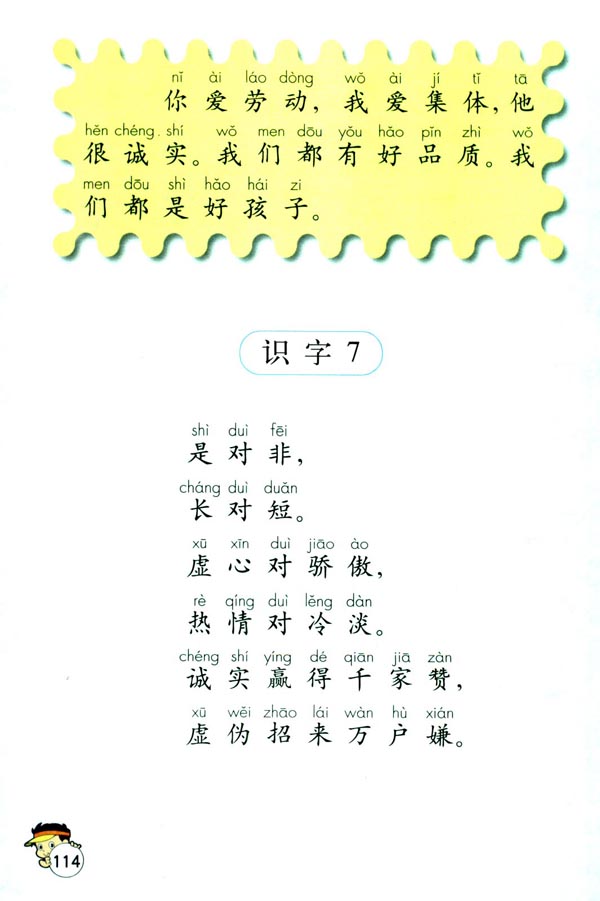 nǐ ài láo dòng wǒ ài jí tǐ tā
你爱劳动，我爱集体，他
hěn chéng shí wǒ men dōu yǒu hǎo pǐn zhì wǒ
很诚实。我们都有好品质。我
men dōu shì hǎo hái zi
们都是好孩子。
识字7
shì duì fēi
是对非，
cháng duì duǎn
长对短。
xū xīn duì jiāo ào
虚心对骄傲，
rè qíng duì lěng dàn
热情对冷淡。
chéng shí yíng dé qiān jiā zàn
诚实赢得千家赞，
xū wěi zhāo lái wàn hù xián
虚伪招来万户嫌。
114